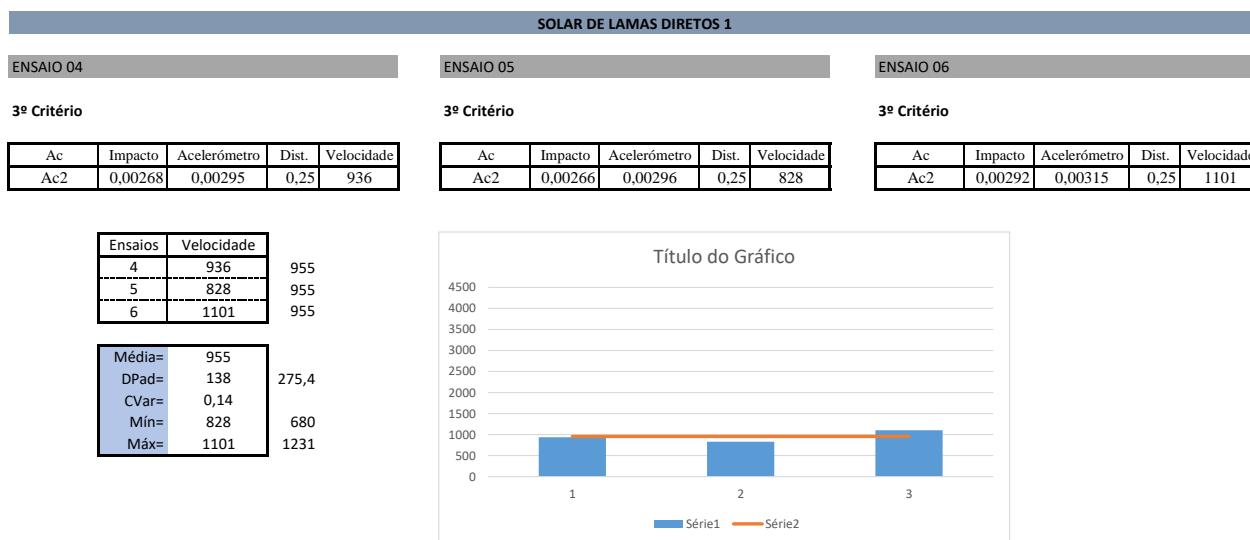 SOLAR DE LAMAS DIRETOS 1
ENSAIO 04 ENSAIO 05 ENSAIO 06
3º Critério 3º Critério 3º Critério
Ac Impacto Acelerómetro Dist. Velocidade Ac Impacto Acelerómetro Dist. Velocidade Ac Impacto Acelerómetro Dist. Velocidade
Ac2 0,00268 0,00295 0,25 936 Ac2 0,00266 0,00296 0,25 828 Ac2 0,00292 0,00315 0,25 1101
Ensaios Velocidade
4 936 955
5 828 955
6 1101 955
Média= 955
DPad= 138 275,4
CVar= 0,14
Mín= 828 680
Máx= 1101 1231
Título do Gráfico
4500
4000
3500
3000
2500
2000
1500
1000
500
0
1 2 3
Série1 Série2